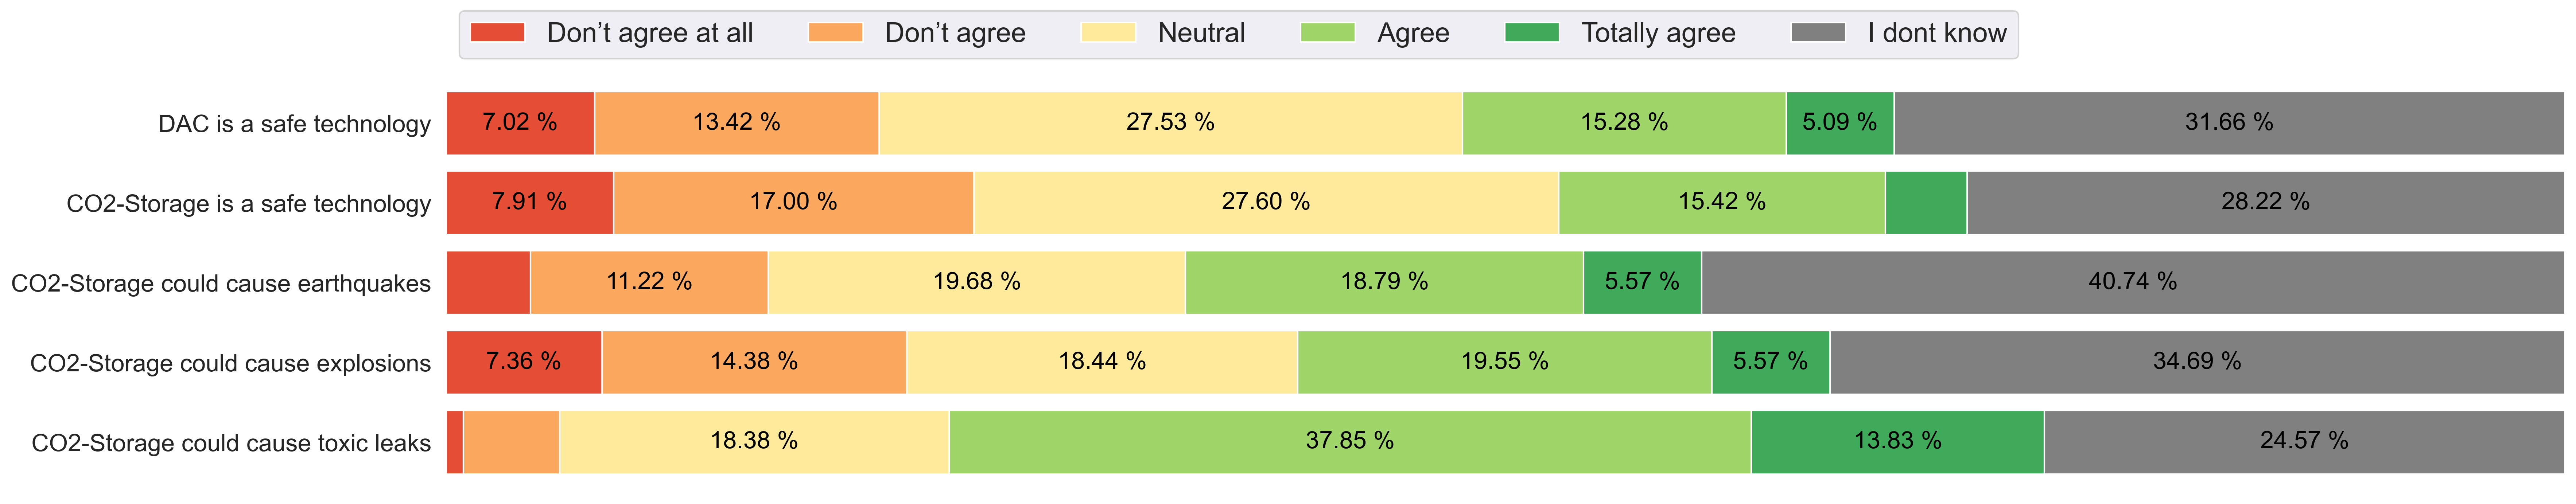 Don’t agree at all Don’t agree Neutral Agree Totally agree I dont know
DAC is a safe technology 7.02 % 13.42 % 27.53 % 15.28 % 5.09 % 31.66 %
CO2-Storage is a safe technology 7.91 % 17.00 % 27.60 % 15.42 % 28.22 %
CO2-Storage could cause earthquakes 11.22 % 19.68 % 18.79 % 5.57 % 40.74 %
CO2-Storage could cause explosions 7.36 % 14.38 % 18.44 % 19.55 % 5.57 % 34.69 %
CO2-Storage could cause toxic leaks 18.38 % 37.85 % 13.83 % 24.57 %